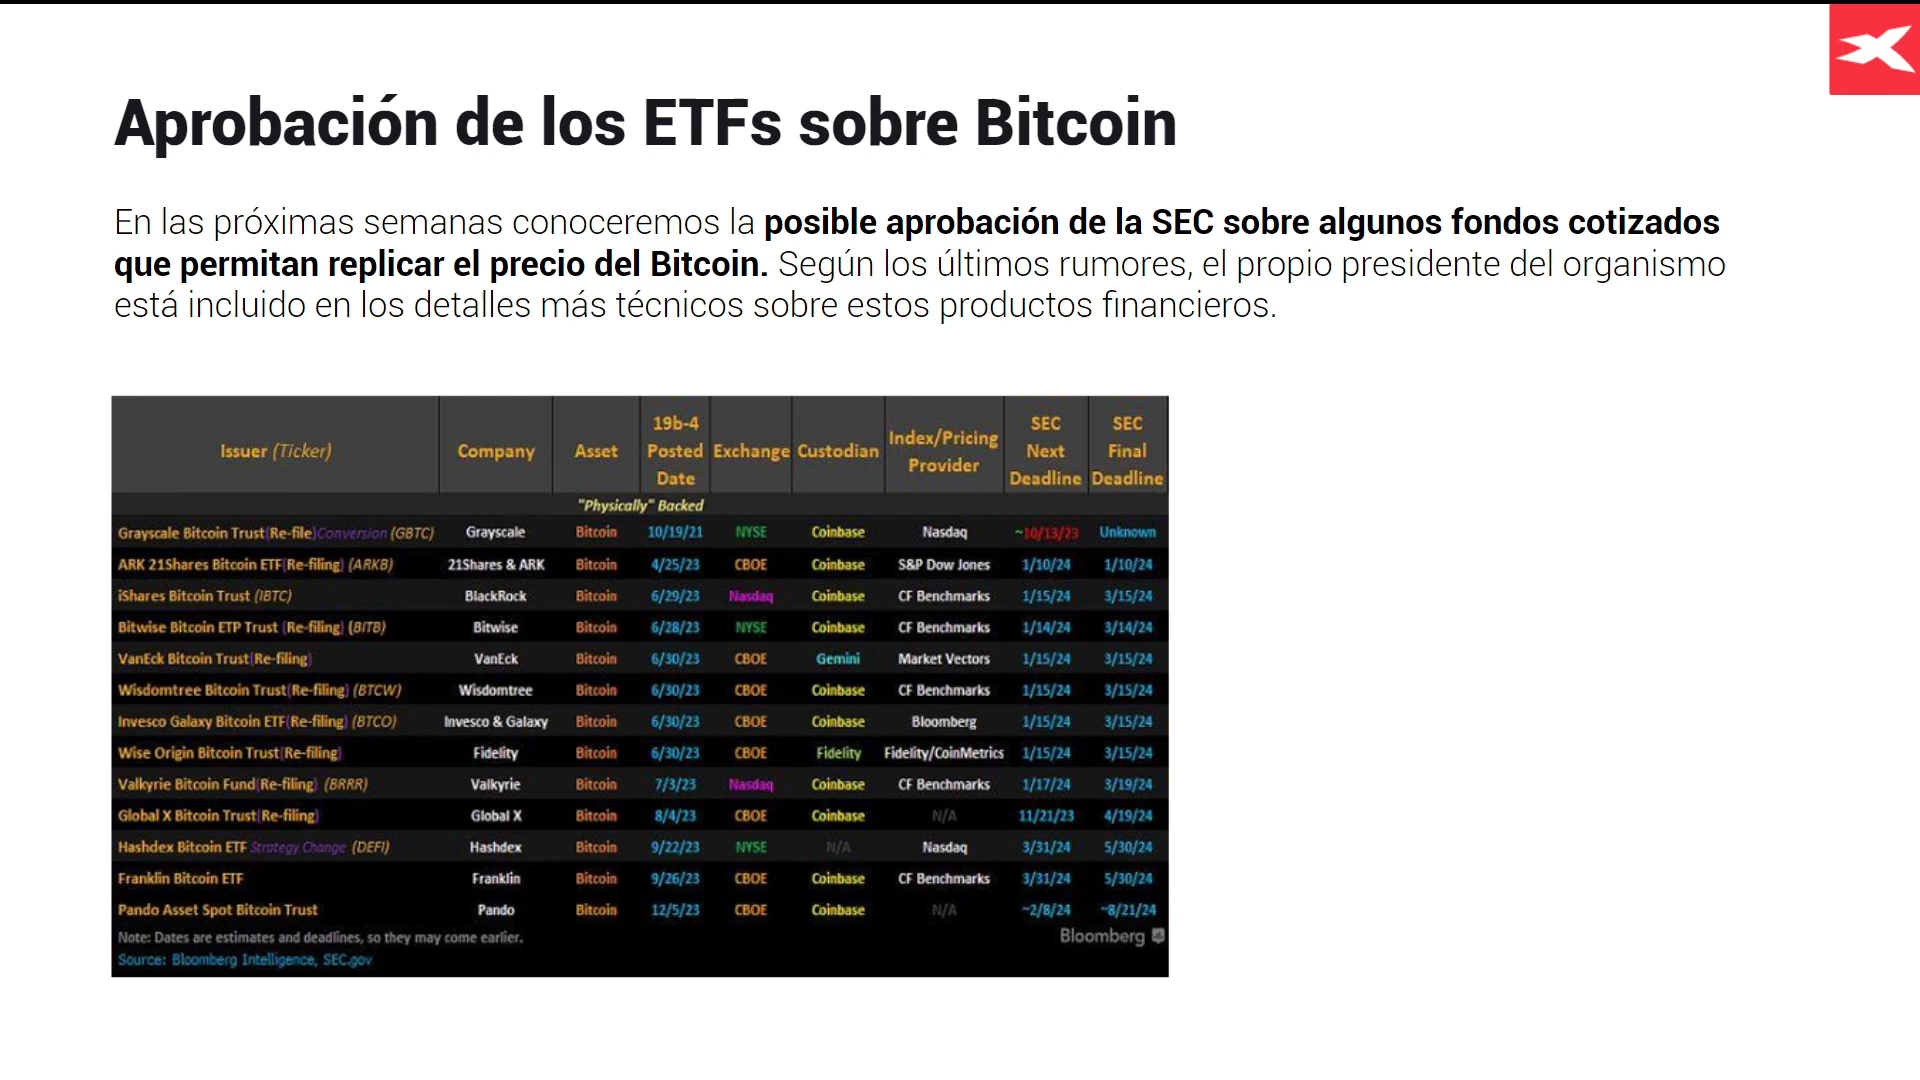 Aprobación de los ETFs sobre Bitcoin
En las próximas semanas conoceremos la posible aprobación de la SEC sobre algunos fondos cotizados
que permitan replicar el precio del Bitcoin. Según los últimos rumores, el propio presidente del organismo
está incluido en los detalles más técnicos sobre estos productos financieros.
Issuer (Ticker) Company Asset 19b-4 Posted Date Exchange Custodian Index/Pricing Provider SEC Next Deadline SEC Final Deadline
"Physically" Backed
Grayscale Bitcoin Trust(Re-file)Conversion (GBTC) Grayscale Bitcoin 10/19/21 NYSE Coinbase Nasdaq ~10/13/23 Unknown
ARK 21Shares Bitcoin ETF(Re-filing) (ARKB) 21Shares & ARK Bitcoin 4/25/23 CBOE Coinbase S&P Dow Jones 1/10/24 1/10/24
iShares Bitcoin Trust (IBTC) BlackRock Bitcoin 6/29/23 Nasdaq Coinbase CF Benchmarks 1/15/24 3/15/24
Bitwise Bitcoin ETP Trust (Re-filing) (BITB) Bitwise Bitcoin 6/28/23 NYSE Coinbase CF Benchmarks 1/14/24 3/14/24
VanEck Bitcoin Trust(Re-filing) VanEck Bitcoin 6/30/23 CBOE Gemini Market Vectors 1/15/24 3/15/24
Wisdomtree Bitcoin Trust(Re-filing) (BTCW) Wisdomtree Bitcoin 6/30/23 CBOE Coinbase CF Benchmarks 1/15/24 3/15/24
Invesco Galaxy Bitcoin ETF(Re-filing) (BTCO) Invesco & Galaxy Bitcoin 6/30/23 CBOE Coinbase Bloomberg 1/15/24 3/15/24
Wise Origin Bitcoin Trust(Re-filing) Fidelity Bitcoin 6/30/23 CBOE Fidelity Fidelity/CoinMetrics 1/15/24 3/15/24
Valkyrie Bitcoin Fund(Re-filing) (BRRR) Valkyrie Bitcoin 7/3/23 Nasdaq Coinbase CF Benchmarks 1/17/24 3/19/24
Global X Bitcoin Trust(Re-filing) Global X Bitcoin 8/4/23 CBOE Coinbase N/A 11/21/23 4/19/24
Hashdex Bitcoin ETF Strategy Change (DEFI) Hashdex Bitcoin 9/22/23 NYSE N/A Nasdaq 3/31/24 5/30/24
Franklin Bitcoin ETF Franklin Bitcoin 9/26/23 CBOE Coinbase CF Benchmarks 3/31/24 5/30/24
Pando Asset Spot Bitcoin Trust Pando Bitcoin 12/5/23 CBOE Coinbase N/A ~2/8/24 ~8/21/24
Note: Dates are estimates and deadlines, so they may come earlier.
Bloomberg
Source: Bloomberg Intelligence, SEC.gov